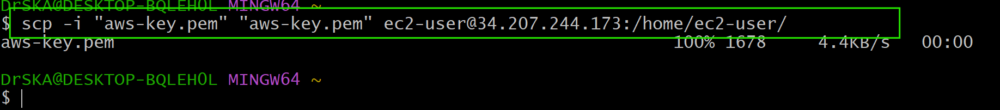 DrSKA@DESKTOP-BQLEH0L MINGW64 ~
$ scp -i "aws-key.pem" "aws-key.pem" ec2-user@34.207.244.173:/home/ec2-user/
aws-key.pem 100% 1678 4.4KB/s 00:00
DrSKA@DESKTOP-BQLEH0L MINGW64 ~
$